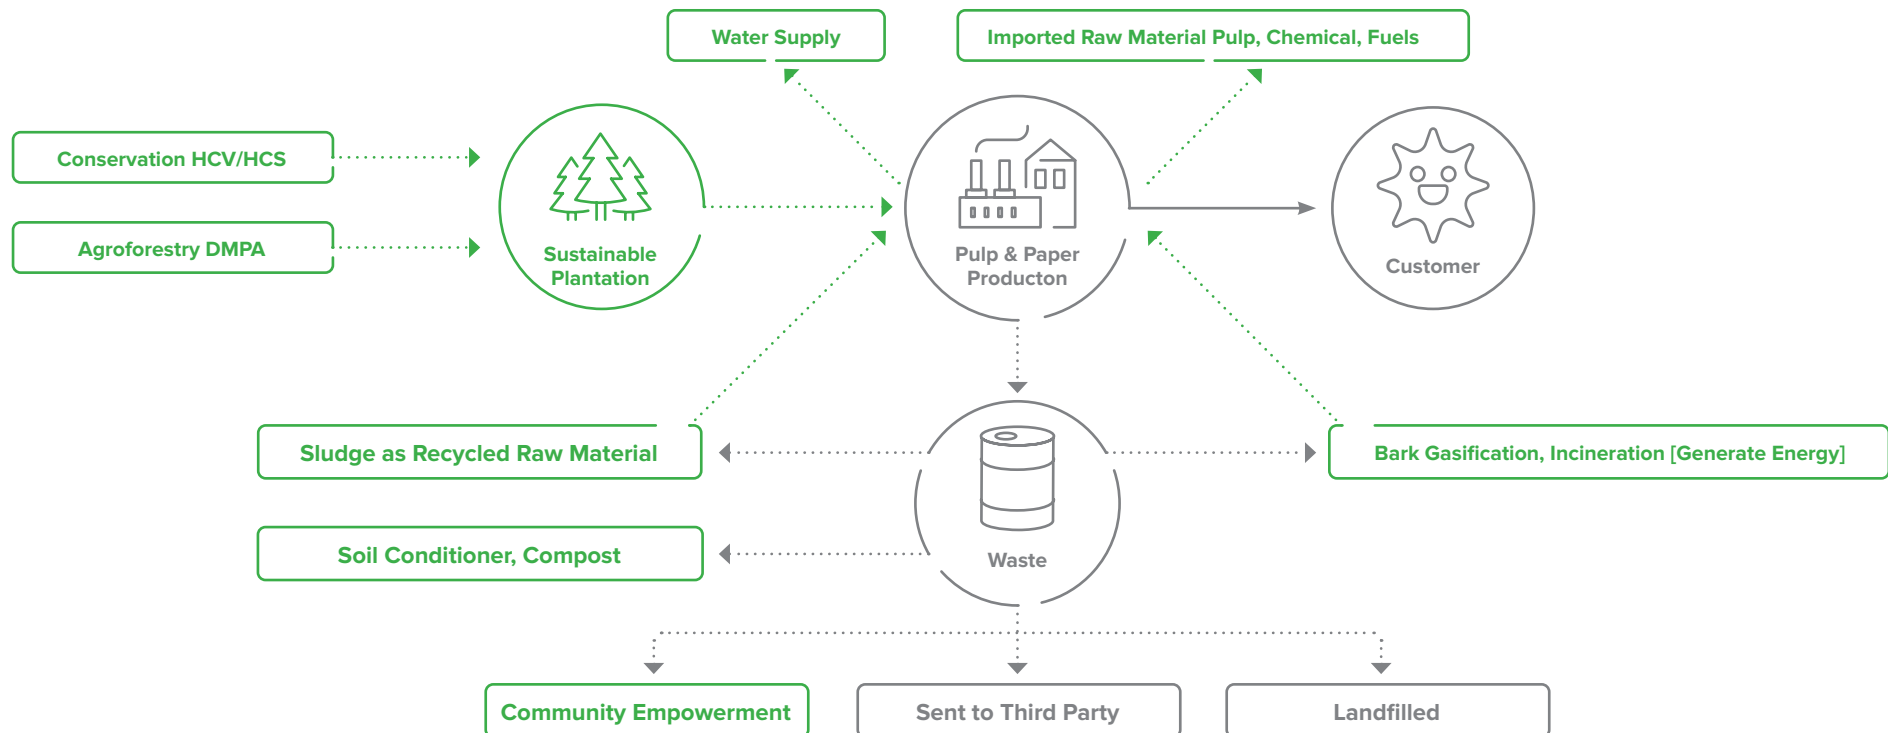 Water Supply
Imported Raw Material Pulp, Chemical, Fuels
Conservation HCV/HCS
Agroforestry DMPA
Sustainable
Plantation
Pulp & Paper
Producton
Customer
Sludge as Recycled Raw Material
Bark Gasification, Incineration [Generate Energy]
Soil Conditioner, Compost
Waste
Community Empowerment
Sent to Third Party
Landfilled